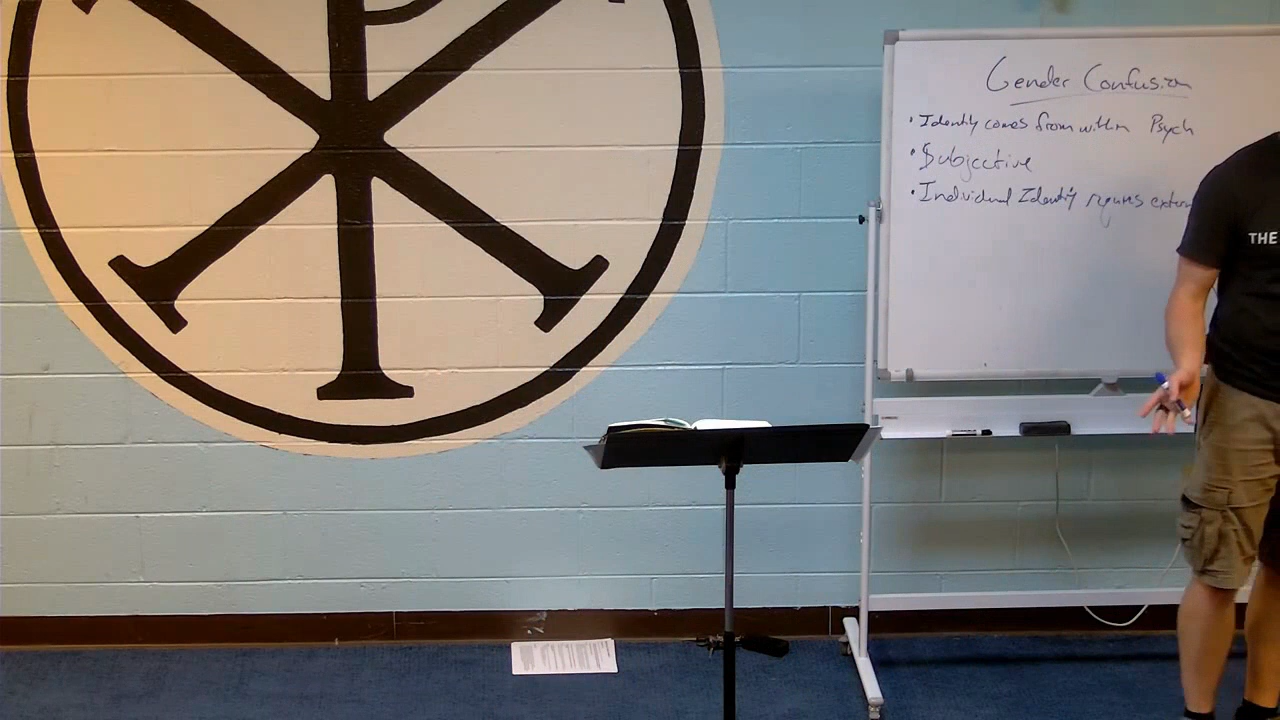 Gender Confusion
• Identity comes from within Psych
• Subjective
• Individual Identity requires extern
THE